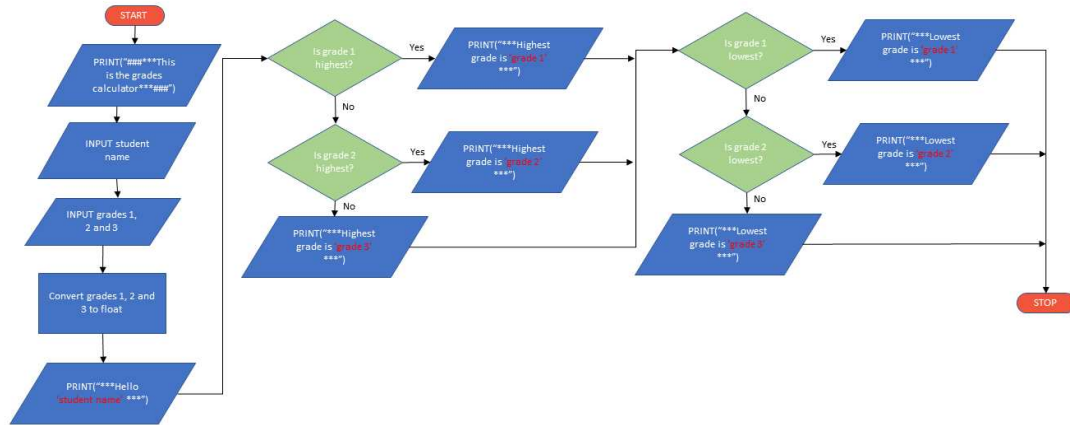 START
PRINT("###***This
is the grades
calculator***###")
INPUT student
name
INPUT grades 1,
2 and 3
Convert grades 1, 2 and
3 to float
PRINT("***Hello
'student name' ***")
Is grade 1
highest?
Yes
PRINT("***Highest
grade is 'grade 1'
***")
No
Is grade 2
highest?
Yes
PRINT("***Highest
grade is 'grade 2'
***")
No
PRINT("***Highest
grade is 'grade 3'
***")
Is grade 1
lowest?
Yes
PRINT("***Lowest
grade is 'grade 1'
***")
No
Is grade 2
lowest?
Yes
PRINT("***Lowest
grade is 'grade 2'
***")
No
PRINT("***Lowest
grade is 'grade 3'
***")
STOP